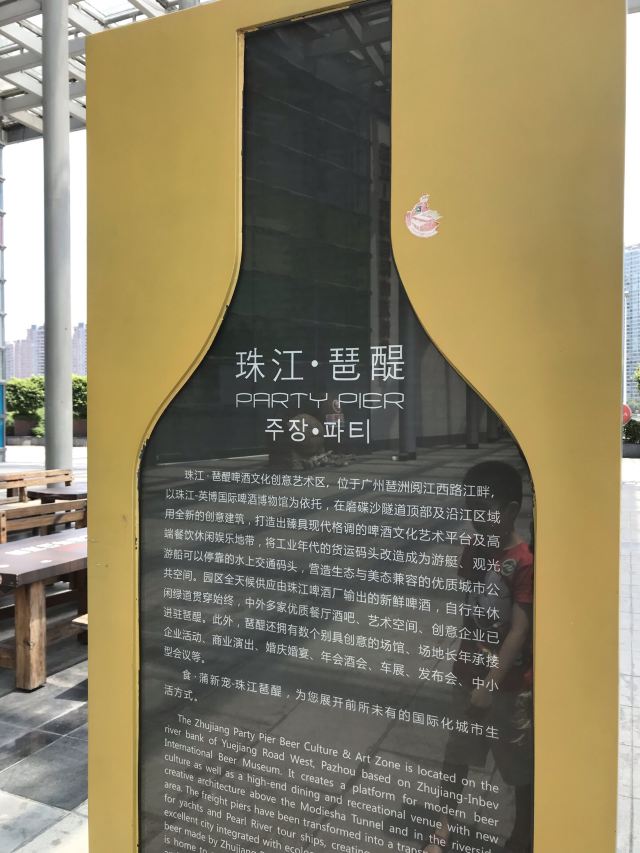 珠江·琶醍
PARTY PIER
주장•파티
珠江·琶醍啤酒文化创意艺术区，位于广州琶洲阅江西路江畔，
以珠江-英博国际啤酒博物馆为依托，在磨碟沙隧道顶部及沿江区域
用全新的创意建筑，打造出臻具现代格调的啤酒文化艺术平台及高
端餐饮休闲娱乐地带，将工业年代的货运码头改造成为游艇、观光
游船可以停靠的水上交通码头，营造生态与美态兼容的优质城市公
共空间。园区全天候供应由珠江啤酒厂输出的新鲜啤酒，自行车休
闲绿道贯穿始终，中外多家优质餐厅酒吧、艺术空间、创意企业已
进驻琶醍。此外，琶醍还拥有数个别具创意的场馆、场地长年承接
企业活动、商业演出、婚庆婚宴、年会酒会、车展、发布会、中小
型会议等。
食·蒲新宠-珠江琶醍，为您展开前所未有的国际化城市生
活方式。
The Zhujiang Party Pier Beer Culture & Art Zone is located on the
river bank of Yuejiang Road West, Pazhou based on Zhujiang-Inbev
International Beer Museum. It creates a platform for modern beer
culture as well as a high-end dining and recreational venue with new
creative architecture above the Modiesha Tunnel and in the riverside
area. The freight piers have been transformed into a
for yachts and Pearl River tour ships, creating
excellent city integrated with
beer made by Zhujiang
is home to